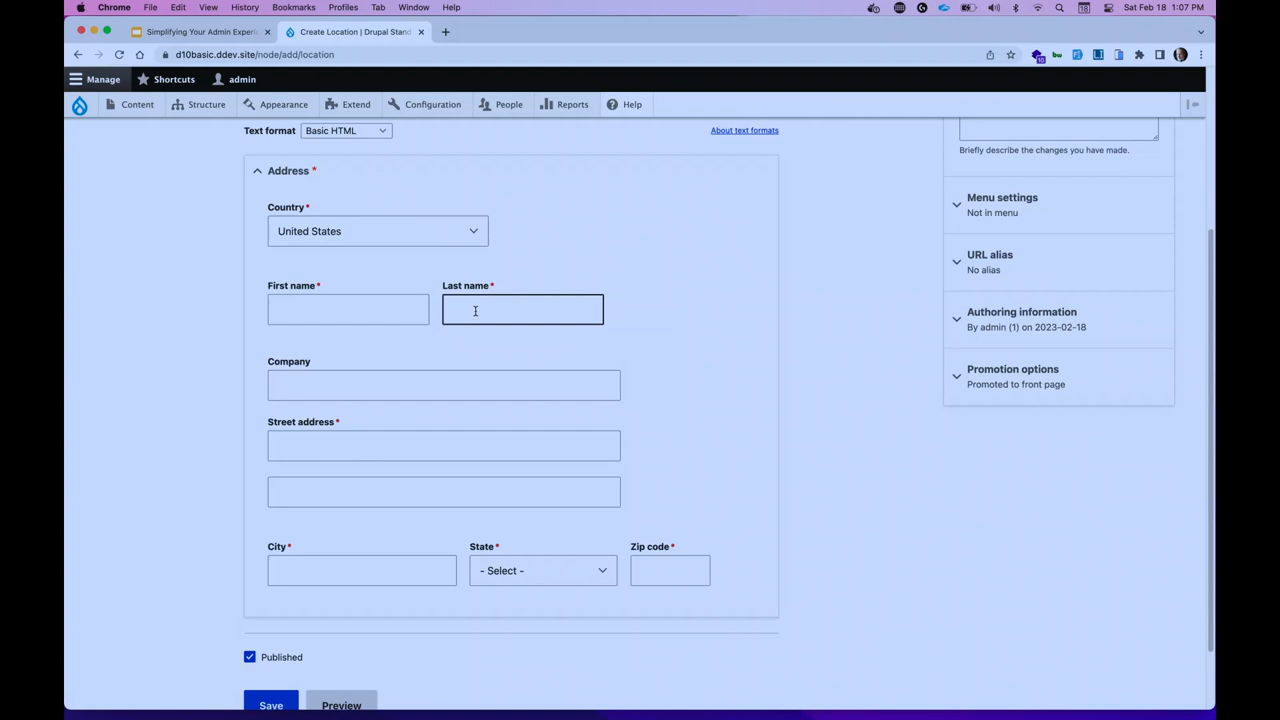 Chrome File Edit View History Bookmarks Profiles Tab Window Help 18 Sat Feb 18 1:07 PM
Simplifying Your Admin Experi
Create Location | Drupal Stand
d10basic.ddev.site/node/add/location
10
bw
Manage Shortcuts admin
Content Structure Appearance Extend Configuration People Reports Help
Text format Basic HTML About text formats
Briefly describe the changes you have made.
Address *
Country*
United States
First name* Last name*
Company
Street address*
City* State* Zip code*
- Select -
Published
Save Preview
Menu settings
Not in menu
URL alias
No alias
Authoring information
By admin (1) on 2023-02-18
Promotion options
Promoted to front page